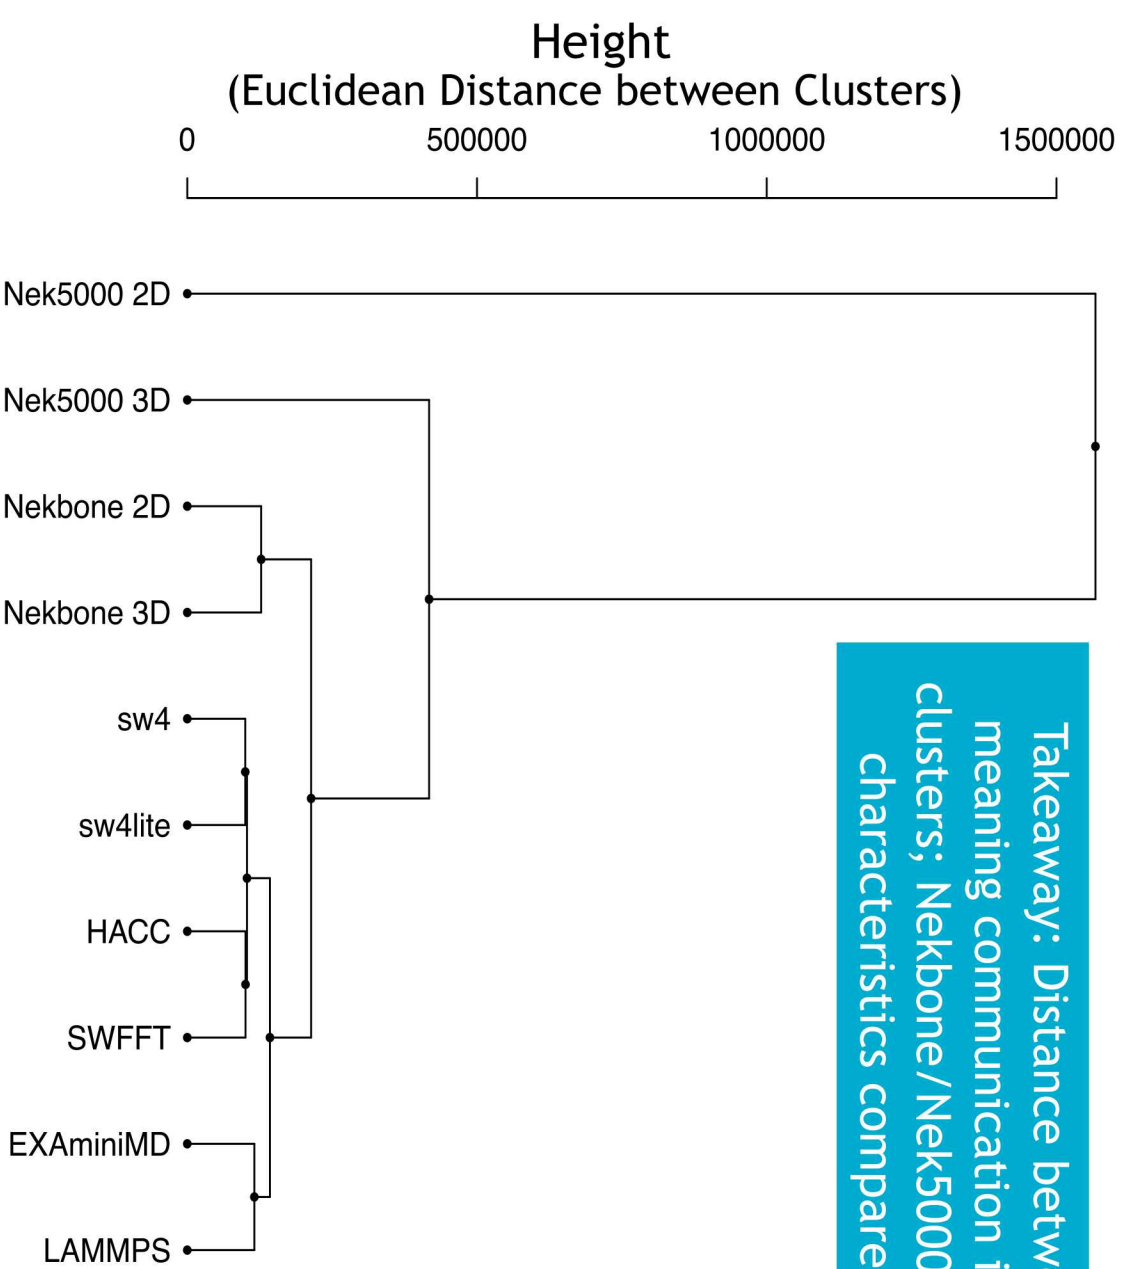 Height
(Euclidean Distance between Clusters)
0 500000 1000000 1500000
Nek5000 2D
Nek5000 3D
Nekbone 2D
Nekbone 3D
sw4
sw4lite
HACC
SWFFT
EXAminiMD
LAMMPS
Takeaway: Distance betw
meaning communication i
clusters; Nekbone/Nek5000
characteristics compare